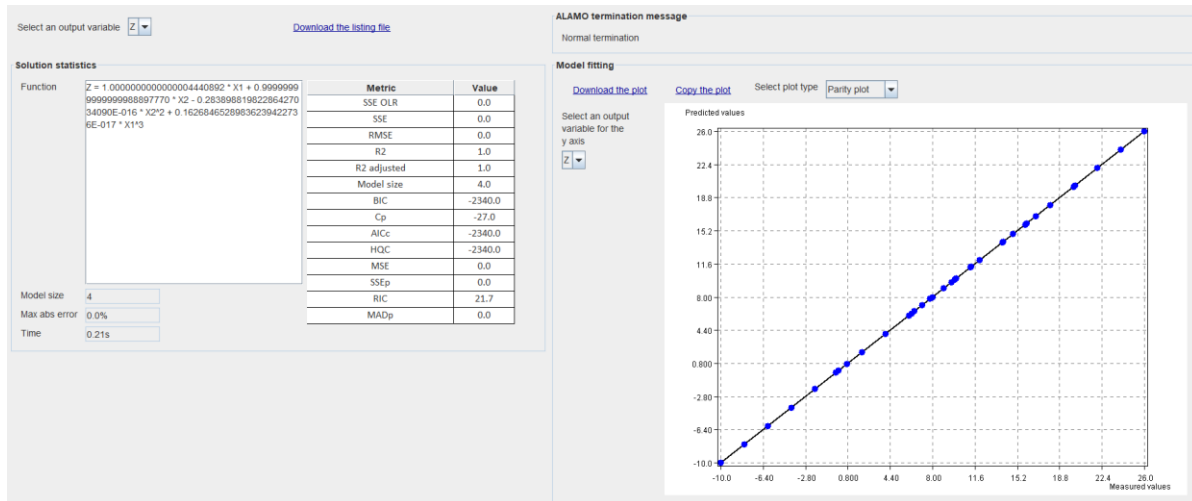 Select an output variable Z
Download the listing file
ALAMO termination message
Normal termination
Solution statistics
Function
Z = 1.0000000000000004440892 * X1 + 0.9999999
9999999988897770 * X2 - 0.283898819822864270
34090E-016 * X2^2 + 0.162684652898362394227 3
6E-017 * X1^3
Metric Value
SSE OLR 0.0
SSE 0.0
RMSE 0.0
R2 1.0
R2 adjusted 1.0
Model size 4.0
BIC -2340.0
Cp -27.0
AICc -2340.0
HQC -2340.0
MSE 0.0
SSEp 0.0
RIC 21.7
MADp 0.0
Model size 4
Max abs error 0.0%
Time 0.21s
Model fitting
Download the plot
Copy the plot
Select plot type Parity plot
Select an output
variable for the
y axis
Z
Predicted values
26.0
22.4
18.8
15.2
11.6
8.00
4.40
0.800
-2.80
-6.40
-10.0
-10.0 -6.40 -2.80 0.800 4.40 8.00 11.6 15.2 18.8 22.4 26.0
Measured values